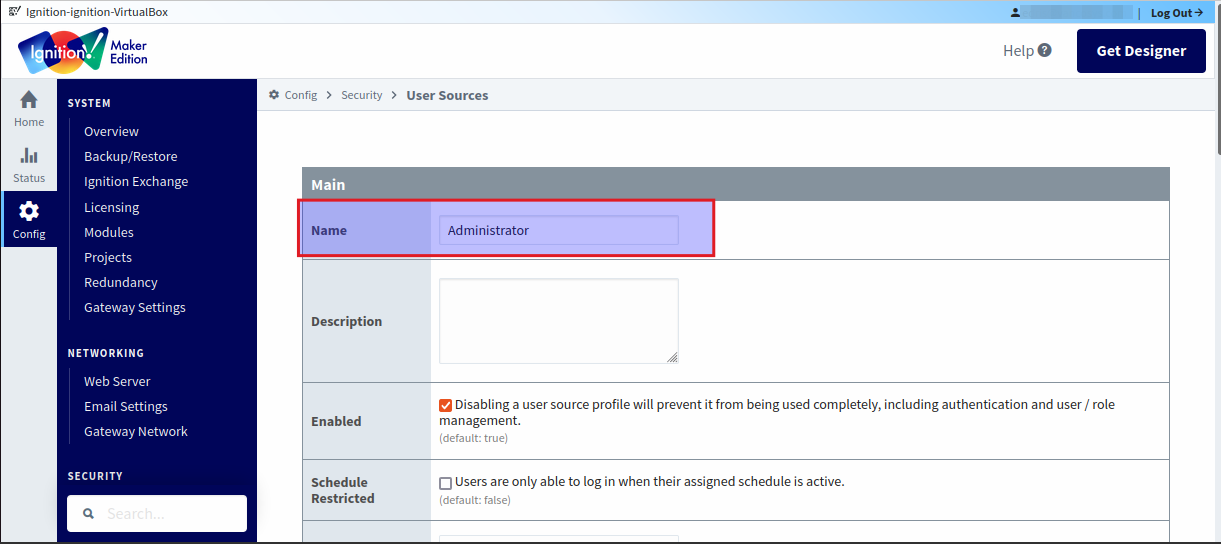 Ignition-ignition-VirtualBox
| Log Out →
Ignition!
Maker
Edition
Help ?
Get Designer
Home
Status
Config
SYSTEM
Overview
Backup/Restore
Ignition Exchange
Licensing
Modules
Projects
Redundancy
Gateway Settings
NETWORKING
Web Server
Email Settings
Gateway Network
SECURITY
Search...
Config > Security > User Sources
Main
Name Administrator
Description
Enabled
Disabling a user source profile will prevent it from being used completely, including authentication and user / role
management.
(default: true)
Schedule
Restricted
Users are only able to log in when their assigned schedule is active.
(default: false)